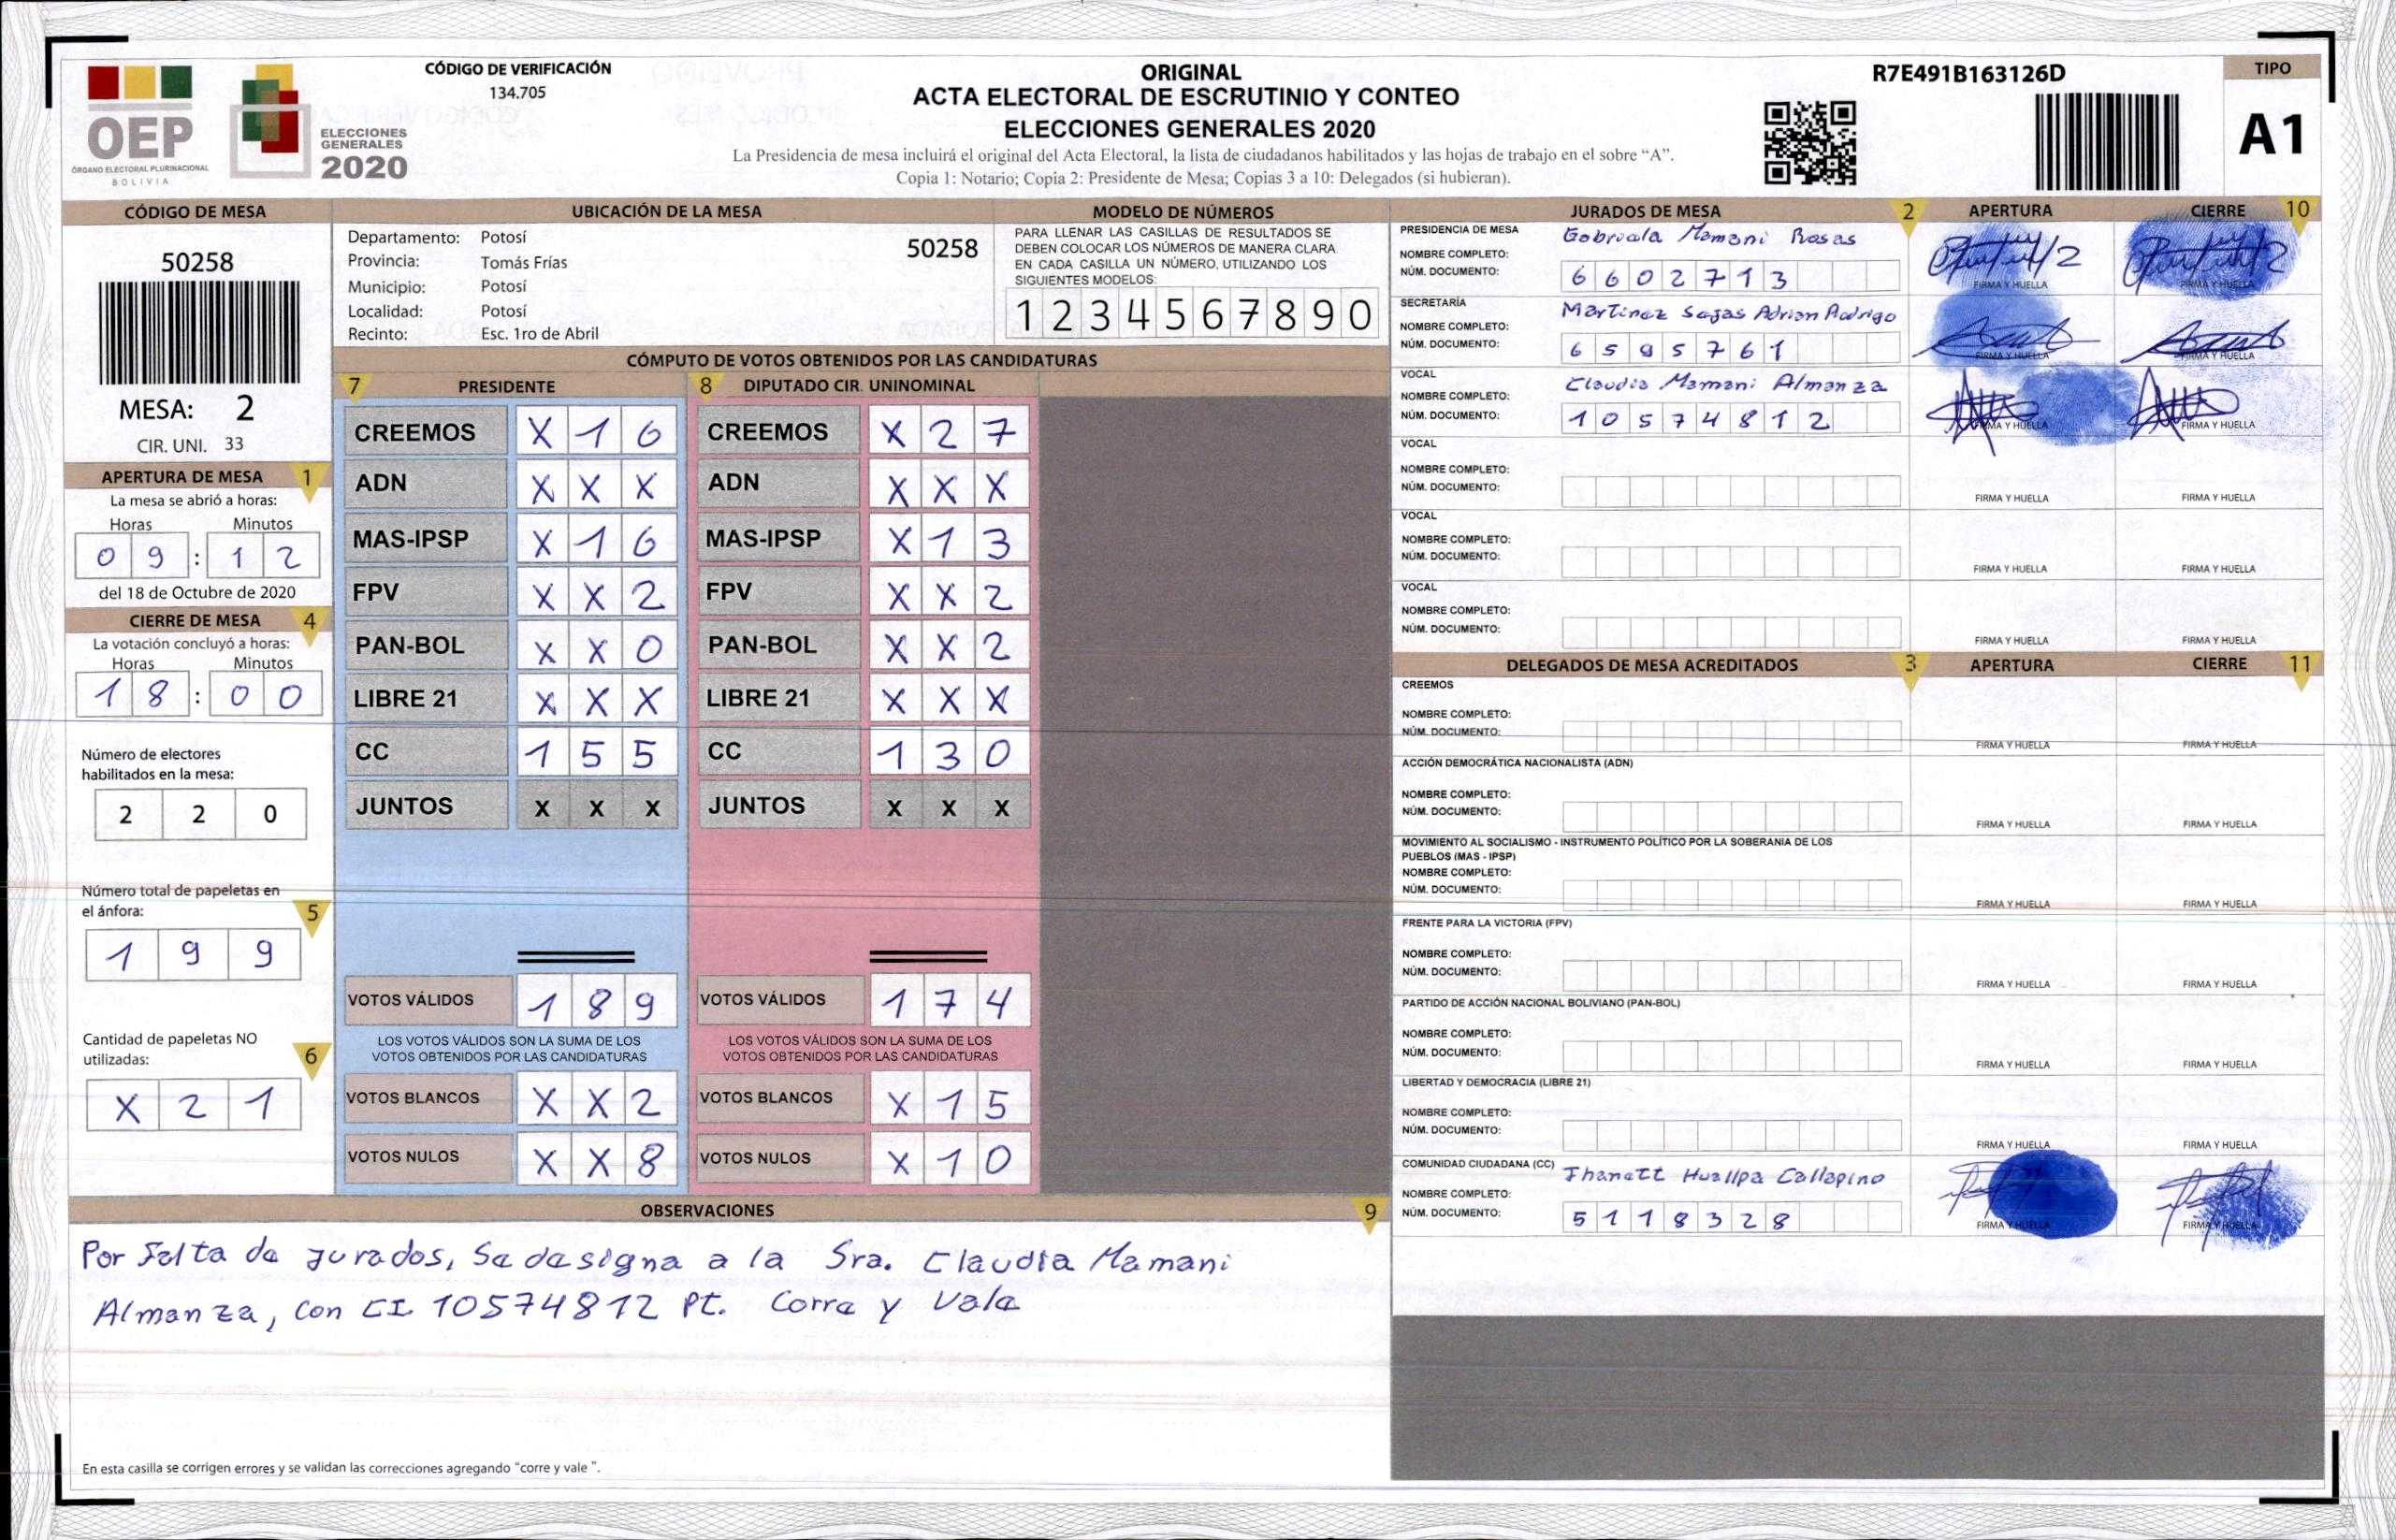 OEP
ÓRGANO ELECTORAL PLURINACIONAL
BOLIVIA
ELECCIONES
GENERALES
2020
CÓDIGO DE VERIFICACIÓN
134.705
ORIGINAL
ACTA ELECTORAL DE ESCRUTINIO Y CONTEO
ELECCIONES GENERALES 2020
La Presidencia de mesa incluirá el original del Acta Electoral, la lista de ciudadanos habilitados y las hojas de trabajo en el sobre “A”.
Copia 1: Notario; Copia 2: Presidente de Mesa; Copias 3 a 10: Delegados (si hubieran).
R7E491B163126D
TIPO
A1
CÓDIGO DE MESA
50258
MESA: 2
CIR. UNI. 33
APERTURA DE MESA 1
La mesa se abrió a horas:
Horas Minutos
0 9 : 1 2
del 18 de Octubre de 2020
CIERRE DE MESA 4
La votación concluyó a horas:
Horas Minutos
1 8 : 0 0
Número de electores
habilitados en la mesa:
2 2 0
Número total de papeletas en
el ánfora:
5
1 9 9
Cantidad de papeletas NO
utilizadas:
6
X 2 1
UBICACIÓN DE LA MESA
Departamento: Potosí 50258
Provincia: Tomás Frías
Municipio: Potosí
Localidad: Potosí
Recinto: Esc. 1ro de Abril
MODELO DE NÚMEROS
PARA LLENAR LAS CASILLAS DE RESULTADOS SE
DEBEN COLOCAR LOS NÚMEROS DE MANERA CLARA.
EN CADA CASILLA UN NÚMERO, UTILIZANDO LOS
SIGUIENTES MODELOS:
1 2 3 4 5 6 7 8 9 0
CÓMPUTO DE VOTOS OBTENIDOS POR LAS CANDIDATURAS
7 PRESIDENTE 8 DIPUTADO CIR. UNINOMINAL
CREEMOS X 1 6 CREEMOS X 2 7
ADN X X X ADN X X X
MAS-IPSP X 1 6 MAS-IPSP X 1 3
FPV X X 2 FPV X X 2
PAN-BOL X X 0 PAN-BOL X X 2
LIBRE 21 X X X LIBRE 21 X X X
CC 1 5 5 CC 1 3 0
JUNTOS X X X JUNTOS X X X
VOTOS VÁLIDOS 1 8 9 VOTOS VÁLIDOS 1 7 4
LOS VOTOS VÁLIDOS SON LA SUMA DE LOS LOS VOTOS VÁLIDOS SON LA SUMA DE LOS
VOTOS OBTENIDOS POR LAS CANDIDATURAS VOTOS OBTENIDOS POR LAS CANDIDATURAS
VOTOS BLANCOS X X 2 VOTOS BLANCOS X 1 5
VOTOS NULOS X X 8 VOTOS NULOS X 1 0
OBSERVACIONES 9
Por Falta de jurados, Se designa a la Sra. Claudia Mamani
Almanza, con CI 10574812 Pt. Corre y Vale
En esta casilla se corrigen errores y se validan las correcciones agregando “corre y vale ”.
JURADOS DE MESA 2 APERTURA CIERRE 10
PRESIDENCIA DE MESA
NOMBRE COMPLETO: Gabriela Mamani Rosas
NÚM. DOCUMENTO: 6 6 0 2 7 1 3
FIRMA Y HUELLA FIRMA Y HUELLA
SECRETARÍA
NOMBRE COMPLETO: Martinez Sajas Adrian Rodrigo
NÚM. DOCUMENTO: 6 5 9 5 7 6 1
FIRMA Y HUELLA FIRMA Y HUELLA
VOCAL
NOMBRE COMPLETO: Claudia Mamani Almanza
NÚM. DOCUMENTO: 1 0 5 7 4 8 1 2
FIRMA Y HUELLA FIRMA Y HUELLA
VOCAL
NOMBRE COMPLETO:
NÚM. DOCUMENTO:
FIRMA Y HUELLA FIRMA Y HUELLA
VOCAL
NOMBRE COMPLETO:
NÚM. DOCUMENTO:
FIRMA Y HUELLA FIRMA Y HUELLA
VOCAL
NOMBRE COMPLETO:
NÚM. DOCUMENTO:
FIRMA Y HUELLA FIRMA Y HUELLA
DELEGADOS DE MESA ACREDITADOS 3 APERTURA CIERRE 11
CREEMOS
NOMBRE COMPLETO:
NÚM. DOCUMENTO:
FIRMA Y HUELLA FIRMA Y HUELLA
ACCIÓN DEMOCRÁTICA NACIONALISTA (ADN)
NOMBRE COMPLETO:
NÚM. DOCUMENTO:
FIRMA Y HUELLA FIRMA Y HUELLA
MOVIMIENTO AL SOCIALISMO - INSTRUMENTO POLÍTICO POR LA SOBERANIA DE LOS
PUEBLOS (MAS - IPSP)
NOMBRE COMPLETO:
NÚM. DOCUMENTO:
FIRMA Y HUELLA FIRMA Y HUELLA
FRENTE PARA LA VICTORIA (FPV)
NOMBRE COMPLETO:
NÚM. DOCUMENTO:
FIRMA Y HUELLA FIRMA Y HUELLA
PARTIDO DE ACCIÓN NACIONAL BOLIVIANO (PAN-BOL)
NOMBRE COMPLETO:
NÚM. DOCUMENTO:
FIRMA Y HUELLA FIRMA Y HUELLA
LIBERTAD Y DEMOCRACIA (LIBRE 21)
NOMBRE COMPLETO:
NÚM. DOCUMENTO:
FIRMA Y HUELLA FIRMA Y HUELLA
COMUNIDAD CIUDADANA (CC)
NOMBRE COMPLETO: Jhanett Huallpa Callapino
NÚM. DOCUMENTO: 5 1 1 8 3 2 8
FIRMA Y HUELLA FIRMA Y HUELLA